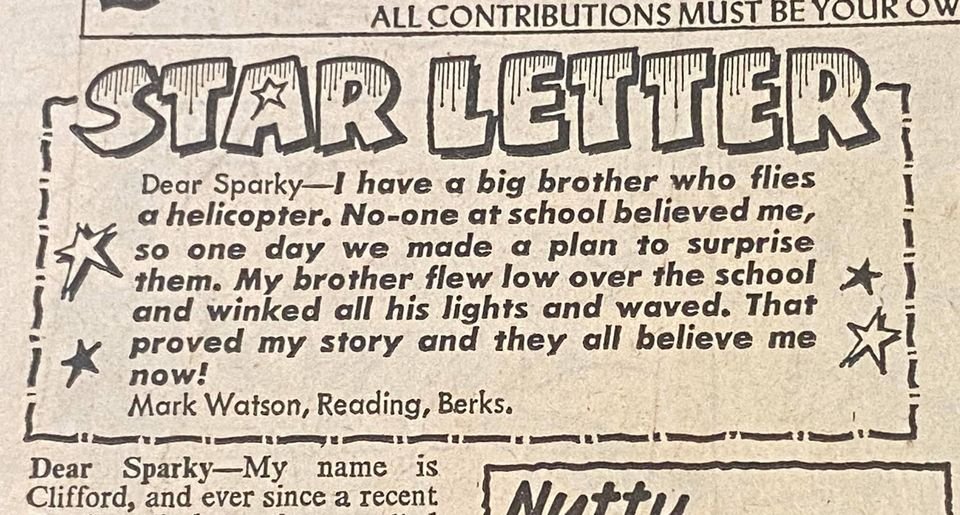 ALL CONTRIBUTIONS MUST BE YOUR OW
STAR LETTER
Dear Sparky—I have a big brother who flies
a helicopter. No-one at school believed me,
so one day we made a plan to surprise
them. My brother flew low over the school
and winked all his lights and waved. That
proved my story and they all believe me
now!
Mark Watson, Reading, Berks.
Dear Sparky—My name is
Clifford, and ever since a recent
Nutty